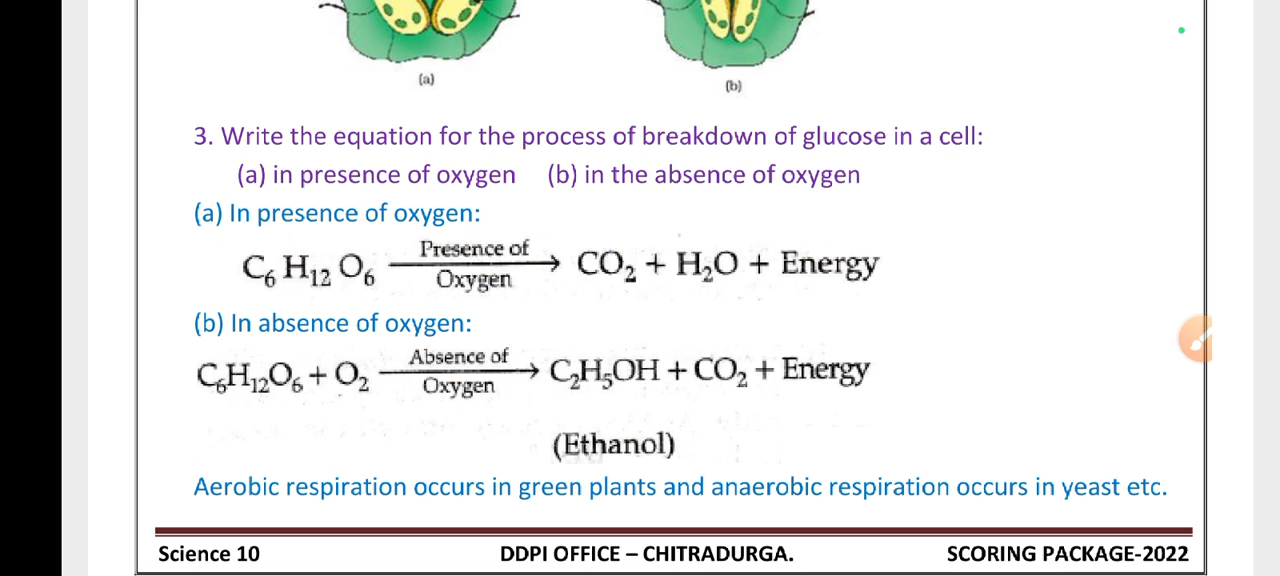 (a) (b)
3. Write the equation for the process of breakdown of glucose in a cell:
(a) in presence of oxygen (b) in the absence of oxygen
(a) In presence of oxygen:
C₆ H₁₂ O₆ Presence of Oxygen → CO₂ + H₂O + Energy
(b) In absence of oxygen:
C₆H₁₂O₆ + O₂ Absence of Oxygen → C₂H₅OH + CO₂ + Energy
(Ethanol)
Aerobic respiration occurs in green plants and anaerobic respiration occurs in yeast etc.
Science 10 DDPI OFFICE – CHITRADURGA. SCORING PACKAGE-2022